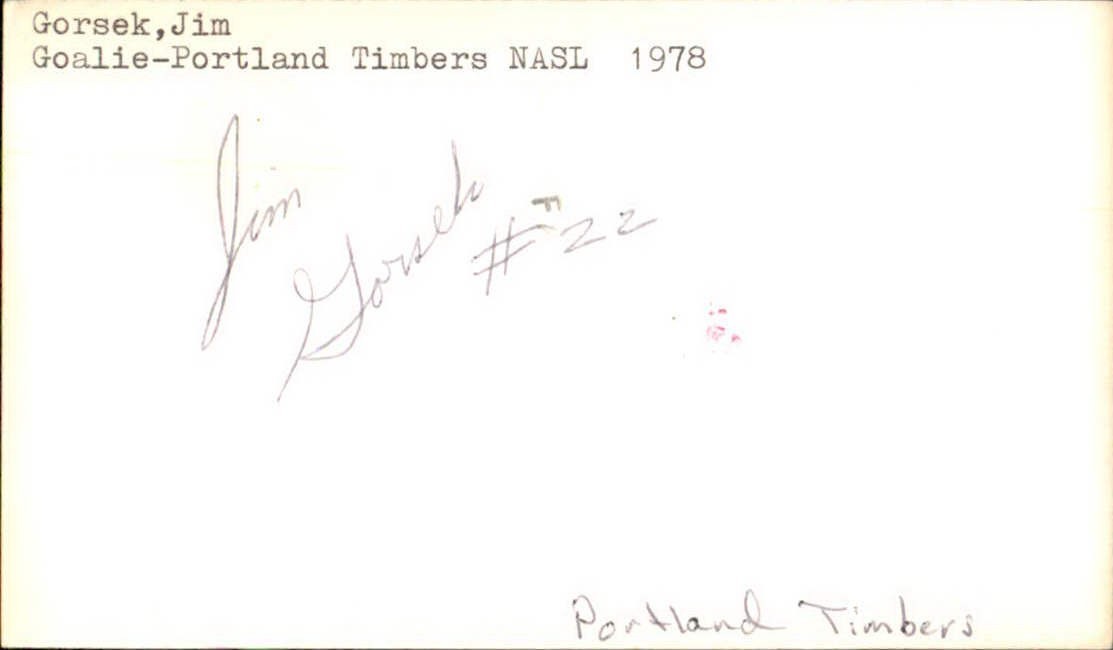 Gorsek,Jim
Goalie-Portland Timbers NASL 1978
Jim
Gorsek
#22
Portland Timbers